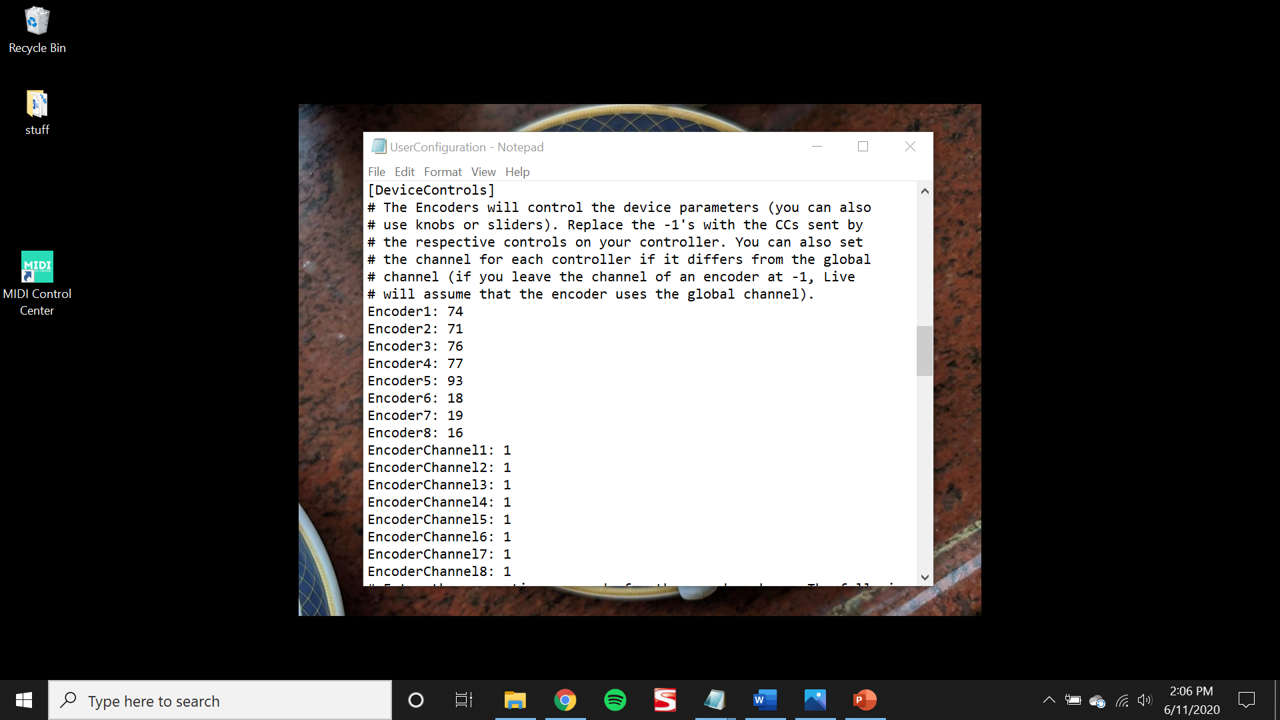 Recycle Bin
stuff
MIDI
MIDI Control
Center
UserConfiguration - Notepad
File Edit Format View Help
[DeviceControls]
# The Encoders will control the device parameters (you can also
# use knobs or sliders). Replace the -1's with the CCs sent by
# the respective controls on your controller. You can also set
# the channel for each controller if it differs from the global
# channel (if you leave the channel of an encoder at -1, Live
# will assume that the encoder uses the global channel).
Encoder1: 74
Encoder2: 71
Encoder3: 76
Encoder4: 77
Encoder5: 93
Encoder6: 18
Encoder7: 19
Encoder8: 16
EncoderChannel1: 1
EncoderChannel2: 1
EncoderChannel3: 1
EncoderChannel4: 1
EncoderChannel5: 1
EncoderChannel6: 1
EncoderChannel7: 1
EncoderChannel8: 1
Type here to search
S
W
P
2:06 PM
6/11/2020